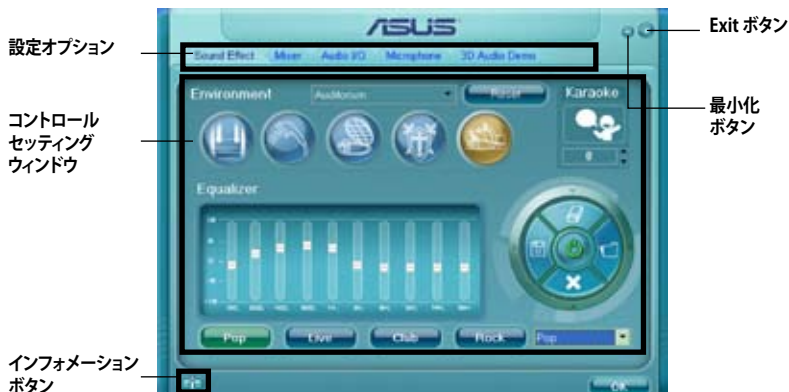 設定オプション
コントロール
セッティング
ウィンドウ
インフォメーション
ボタン
Exit ボタン
最小化
ボタン
ASUS
Sound Effect Mixer Audio I/O Microphone 3D Audio Demo
Environment Auditorium Reset Karaoke
0
Equalizer
Pop Live Club Rock Pop
OK